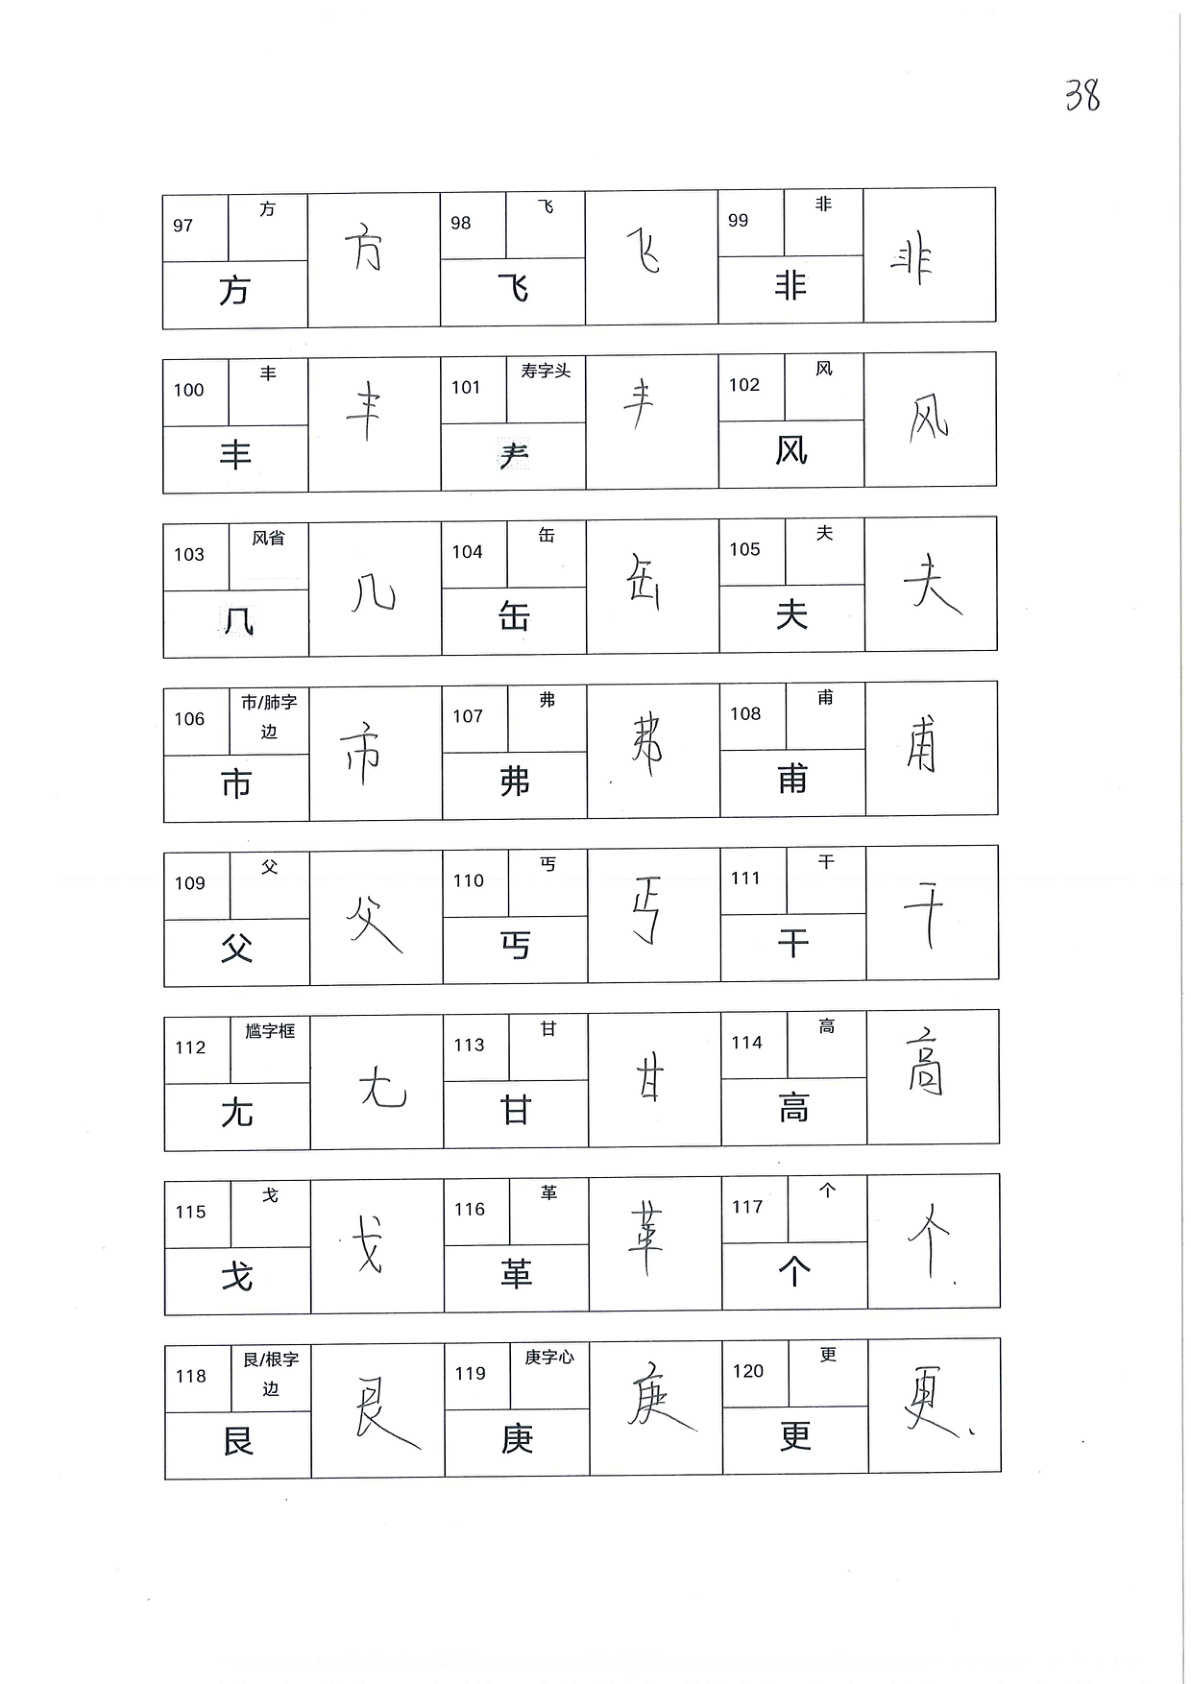 38
97 方 方 方 98 飞 飞 飞 99 非 非 非
100 丰 丰 丰 101 寿字头 𡗗 102 风 风 风
103 风省 几 几 104 缶 缶 缶 105 夫 夫 夫
106 市/肺字边 市 市 107 弗 弗 弗 108 甫 甫 甫
109 父 父 父 110 丐 丐 丐 111 干 干 干
112 尴字框 尢 尢 113 甘 甘 甘 114 高 高 高
115 戈 戈 戈 116 革 革 革 117 个 个 个
118 艮/根字边 艮 艮 119 庚字心 庚 庚 120 更 更 更